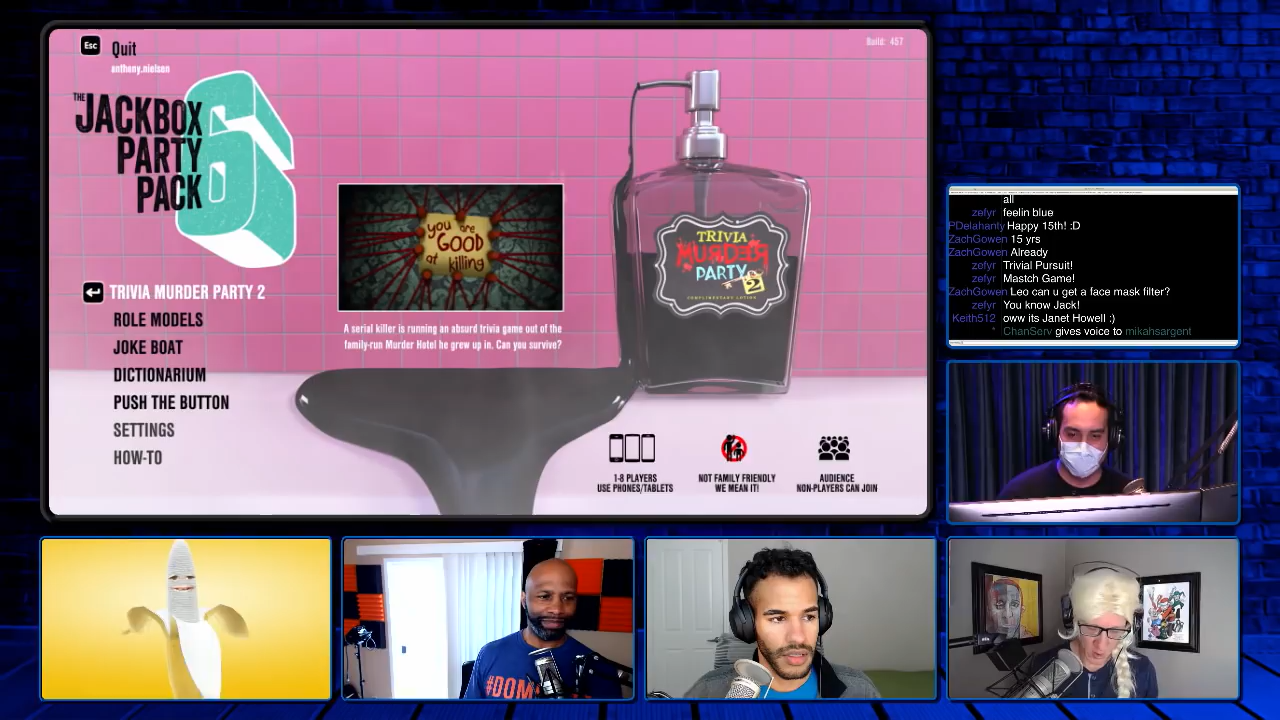 Esc Quit
anthony.nielsen
Build: 457
THE
JACKBOX
PARTY
PACK
6
TRIVIA MURDER PARTY 2
ROLE MODELS
JOKE BOAT
DICTIONARIUM
PUSH THE BUTTON
SETTINGS
HOW-TO
you are
GOOD
at
killing
A serial killer is running an absurd trivia game out of the
family-run Murder Hotel he grew up in. Can you survive?
TRIVIA
MURDER
PARTY
2
COMPLIMENTARY LOTION
1-8 PLAYERS
USE PHONES/TABLETS
NOT FAMILY FRIENDLY
WE MEAN IT!
AUDIENCE
NON-PLAYERS CAN JOIN
all
zefyr feelin blue
PDelahanty Happy 15th! :D
ZachGowen 15 yrs
ZachGowen Already
zefyr Trivial Pursuit!
zefyr Mastch Game!
ZachGowen Leo can u get a face mask filter?
zefyr You know Jack!
Keith512 oww its Janet Howell :)
* ChanServ gives voice to mikahsargent
#DOM